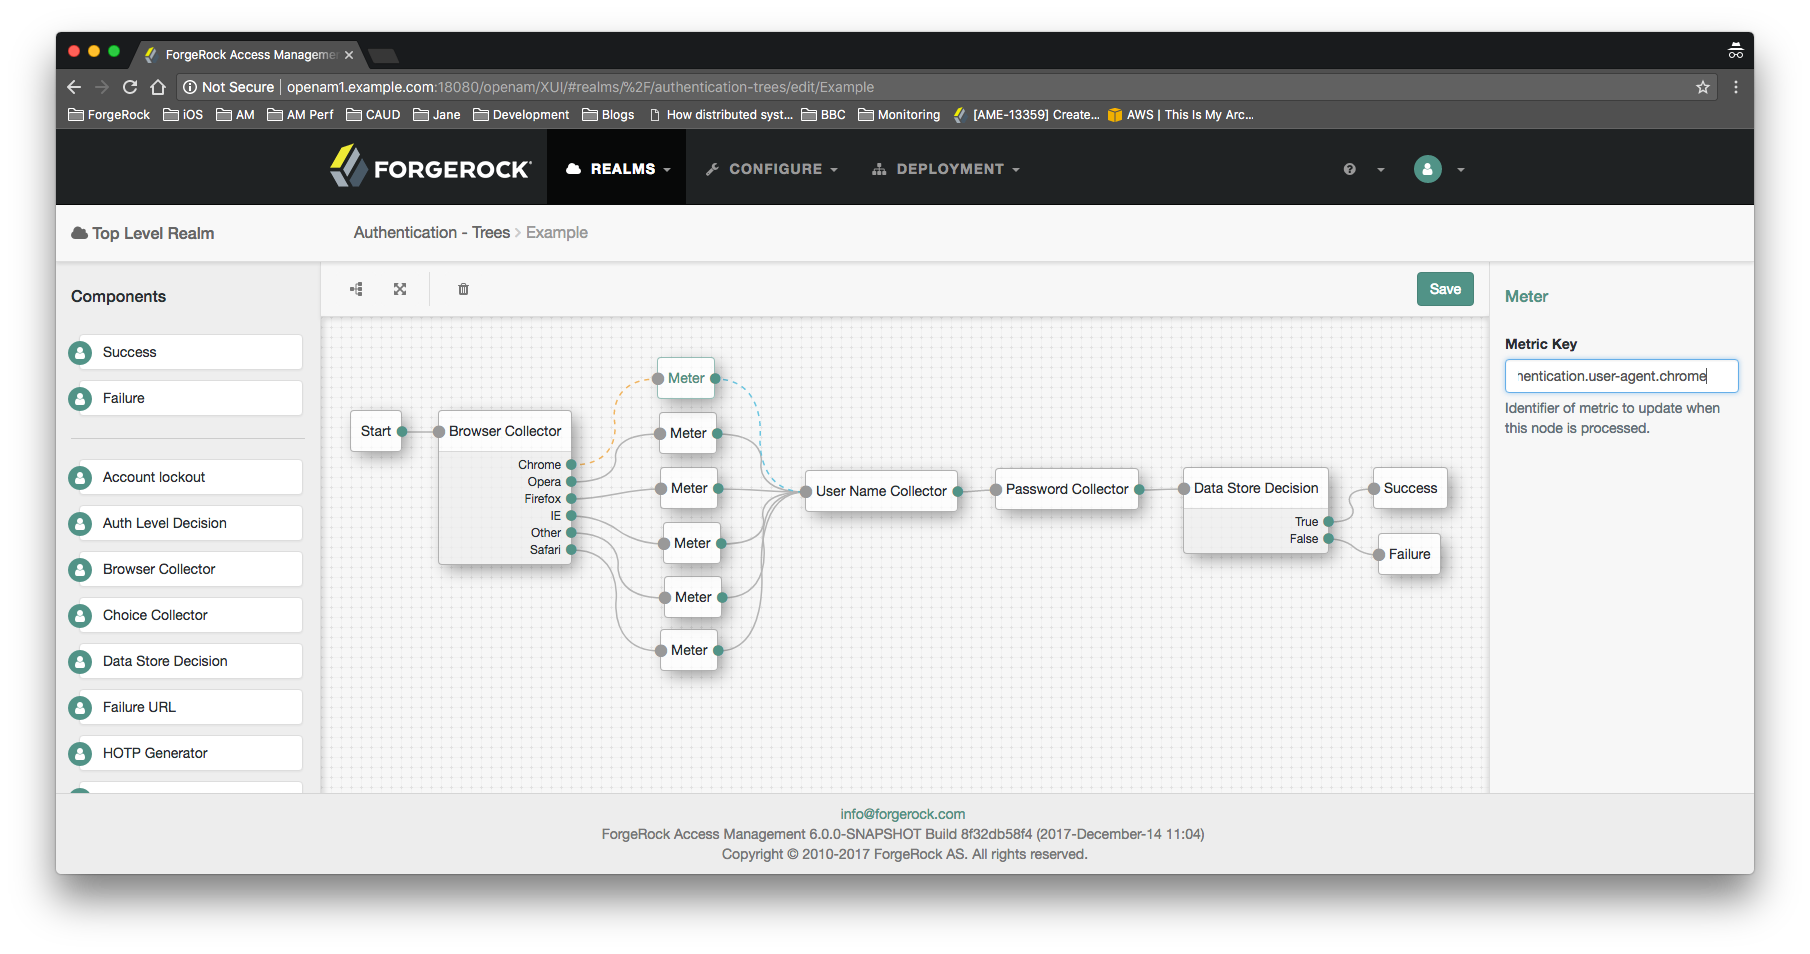 ForgeRock Access Manageme
Not Secure | openam1.example.com:18080/openam/XUI/#realms/%2F/authentication-trees/edit/Example
ForgeRock iOS AM AM Perf CAUD Jane Development Blogs How distributed syst... BBC Monitoring [AME-13359] Create... AWS | This Is My Arc...
FORGEROCK REALMS CONFIGURE DEPLOYMENT
Top Level Realm
Authentication - Trees > Example
Components
Success
Failure
Account lockout
Auth Level Decision
Browser Collector
Choice Collector
Data Store Decision
Failure URL
HOTP Generator
Save
Start
Browser Collector
Chrome
Opera
Firefox
IE
Other
Safari
Meter
Meter
Meter
Meter
Meter
Meter
User Name Collector
Password Collector
Data Store Decision
True
False
Success
Failure
Meter
Metric Key
hentication.user-agent.chrome
Identifier of metric to update when
this node is processed.
info@forgerock.com
ForgeRock Access Management 6.0.0-SNAPSHOT Build 8f32db58f4 (2017-December-14 11:04)
Copyright © 2010-2017 ForgeRock AS. All rights reserved.